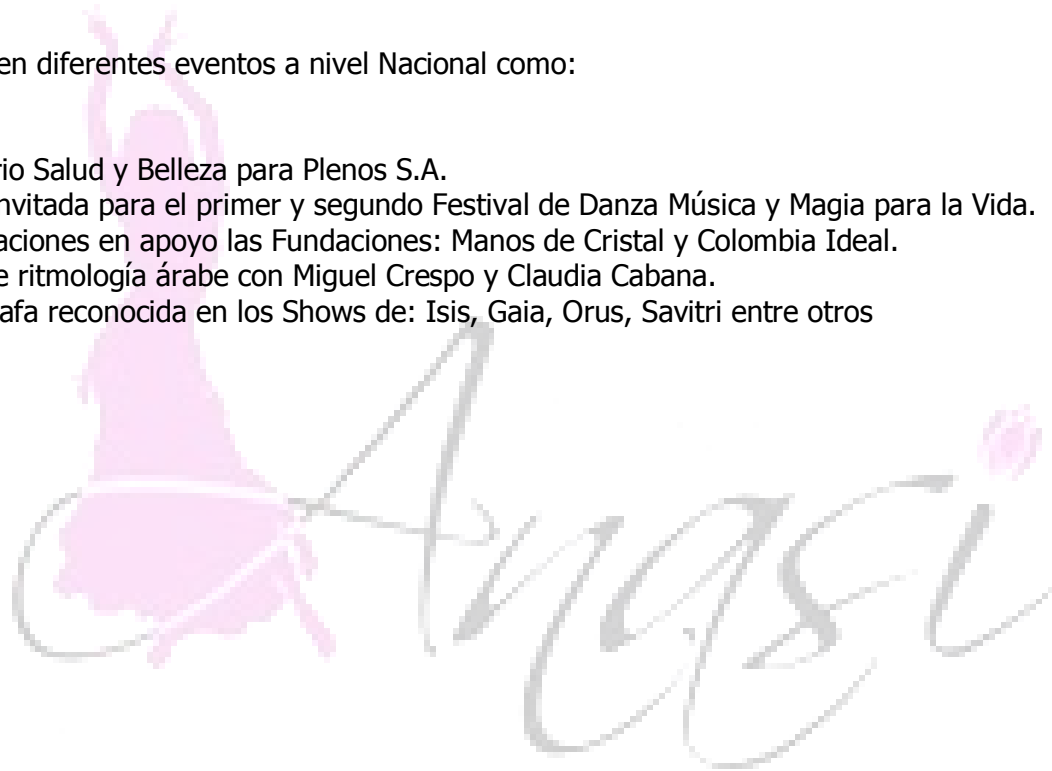 en diferentes eventos a nivel Nacional como:
rio Salud y Belleza para Plenos S.A.
nvitada para el primer y segundo Festival de Danza Música y Magia para la Vida.
aciones en apoyo las Fundaciones: Manos de Cristal y Colombia Ideal.
e ritmología árabe con Miguel Crespo y Claudia Cabana.
afa reconocida en los Shows de: Isis, Gaia, Orus, Savitri entre otros
Anasi